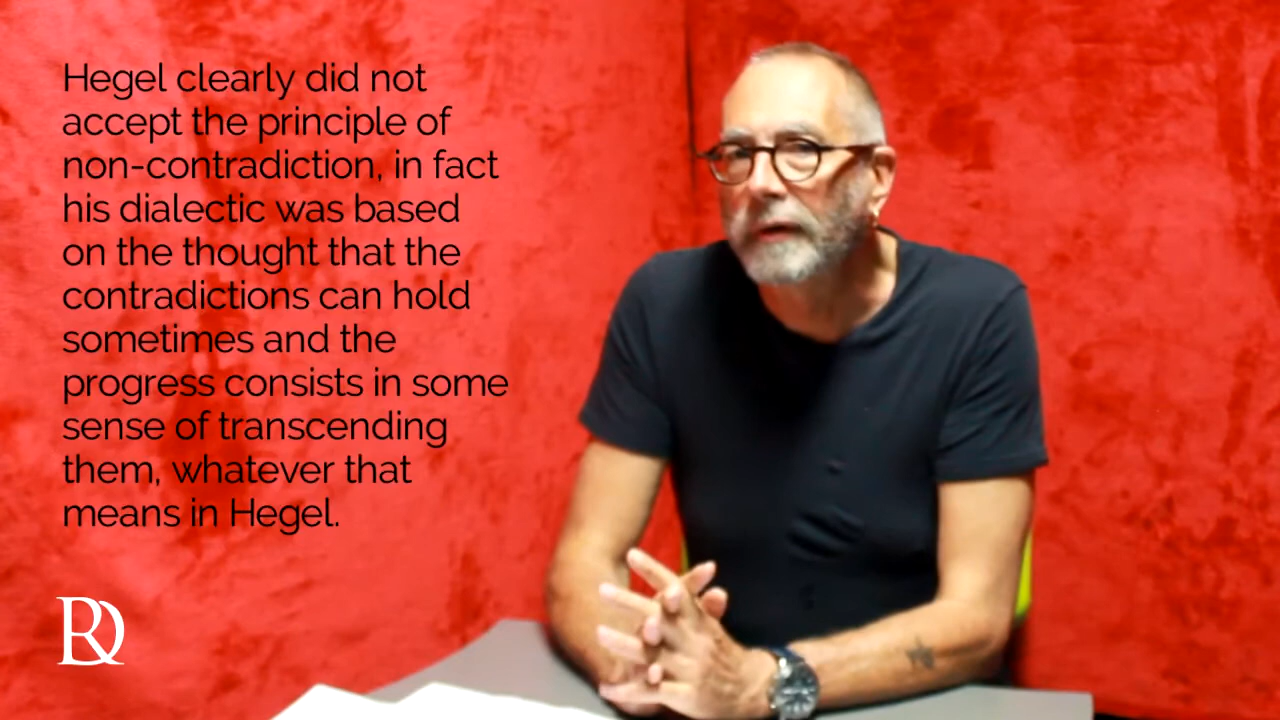 Hegel clearly did not
accept the principle of
non-contradiction, in fact
his dialectic was based
on the thought that the
contradictions can hold
sometimes and the
progress consists in some
sense of transcending
them, whatever that
means in Hegel.
RD